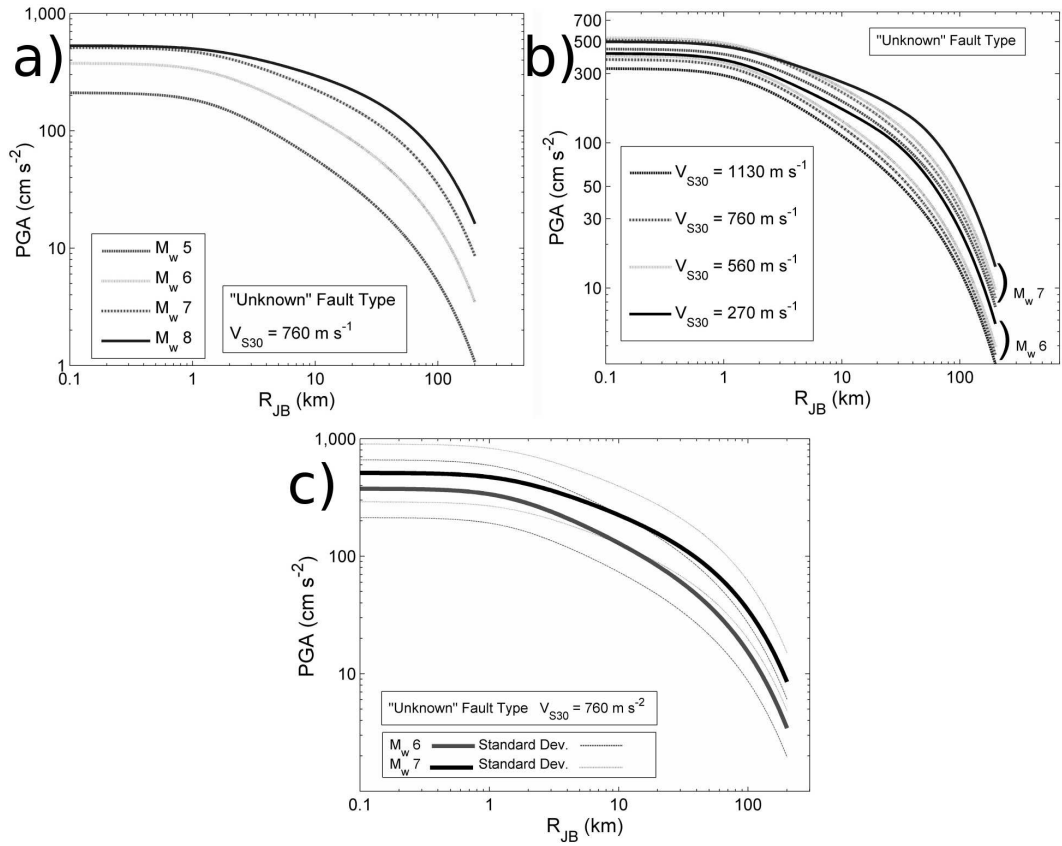 a)
1,000
100
10
1
0.1
1
10
100
PGA (cm s⁻²)
R_JB (km)
M_w 5
M_w 6
M_w 7
M_w 8
"Unknown" Fault Type
V_S30 = 760 m s⁻¹
b)
700
500
300
100
50
30
10
5
0.1
1
10
100
PGA (cm s⁻²)
R_JB (km)
"Unknown" Fault Type
V_S30 = 1130 m s⁻¹
V_S30 = 760 m s⁻¹
V_S30 = 560 m s⁻¹
V_S30 = 270 m s⁻¹
)M_w 7
)M_w 6
c)
1,000
100
10
0.1
1
10
100
PGA (cm s⁻²)
R_JB (km)
"Unknown" Fault Type V_S30 = 760 m s⁻²
M_w 6 Standard Dev.
M_w 7 Standard Dev.